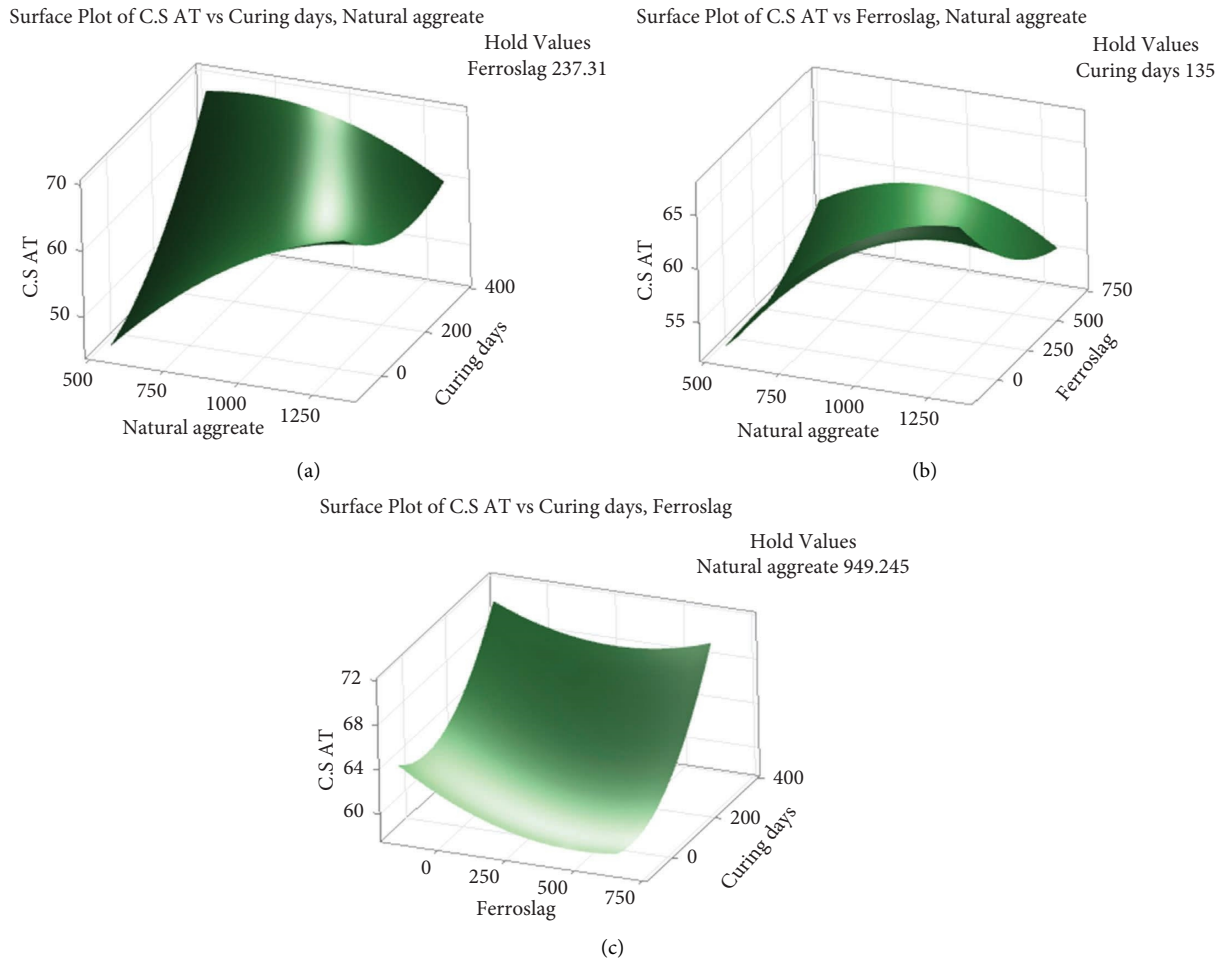 Surface Plot of C.S AT vs Curing days, Natural aggreate
Hold Values
Ferroslag 237.31
70
60
50
C.S AT
500
750
1000
1250
Natural aggreate
0
200
400
Curing days
(a)
Surface Plot of C.S AT vs Ferroslag, Natural aggreate
Hold Values
Curing days 135
65
60
55
C.S AT
500
750
1000
1250
Natural aggreate
0
250
500
750
Ferroslag
(b)
Surface Plot of C.S AT vs Curing days, Ferroslag
Hold Values
Natural aggreate 949.245
72
68
64
60
C.S AT
0
250
500
750
Ferroslag
0
200
400
Curing days
(c)